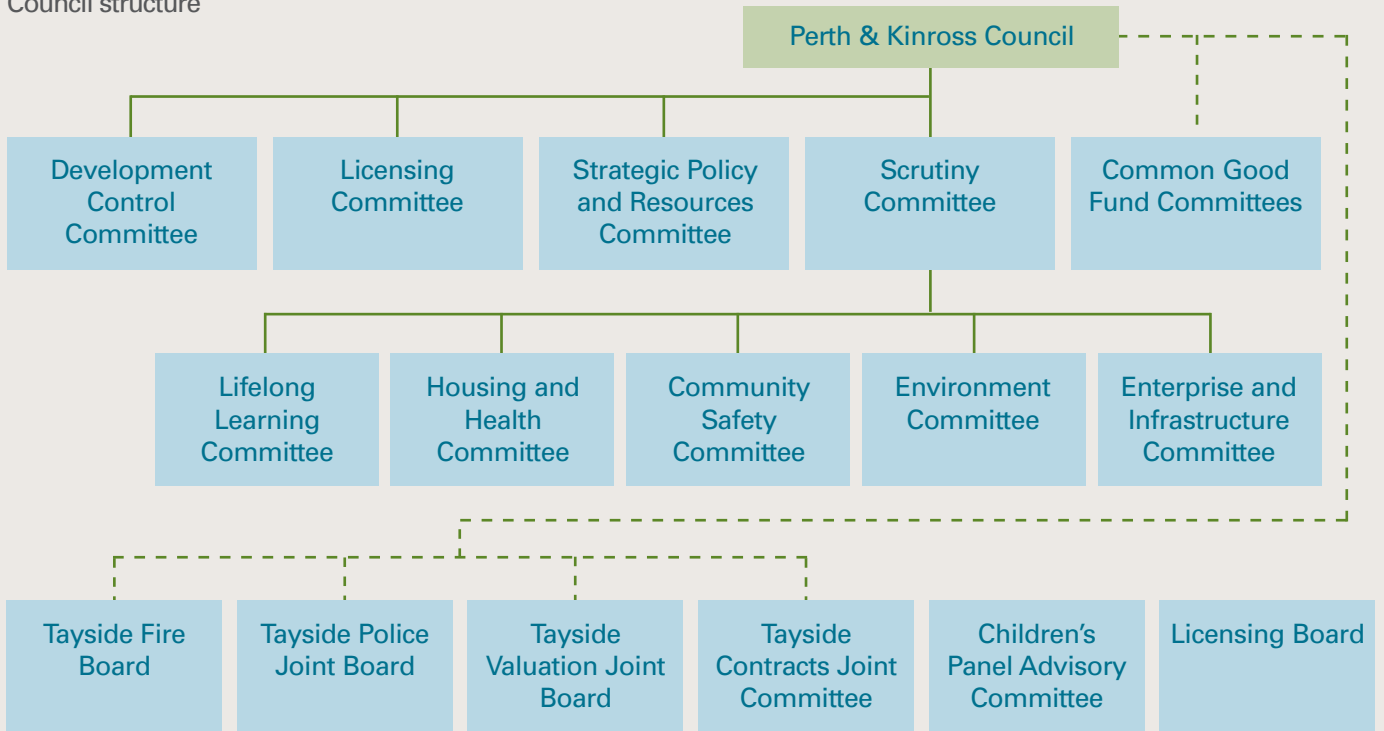 Council structure
Perth & Kinross Council
Development
Control
Committee
Licensing
Committee
Strategic Policy
and Resources
Committee
Scrutiny
Committee
Common Good
Fund Committees
Lifelong
Learning
Committee
Housing and
Health
Committee
Community
Safety
Committee
Environment
Committee
Enterprise and
Infrastructure
Committee
Tayside Fire
Board
Tayside Police
Joint Board
Tayside
Valuation Joint
Board
Tayside
Contracts Joint
Committee
Children’s
Panel Advisory
Committee
Licensing Board